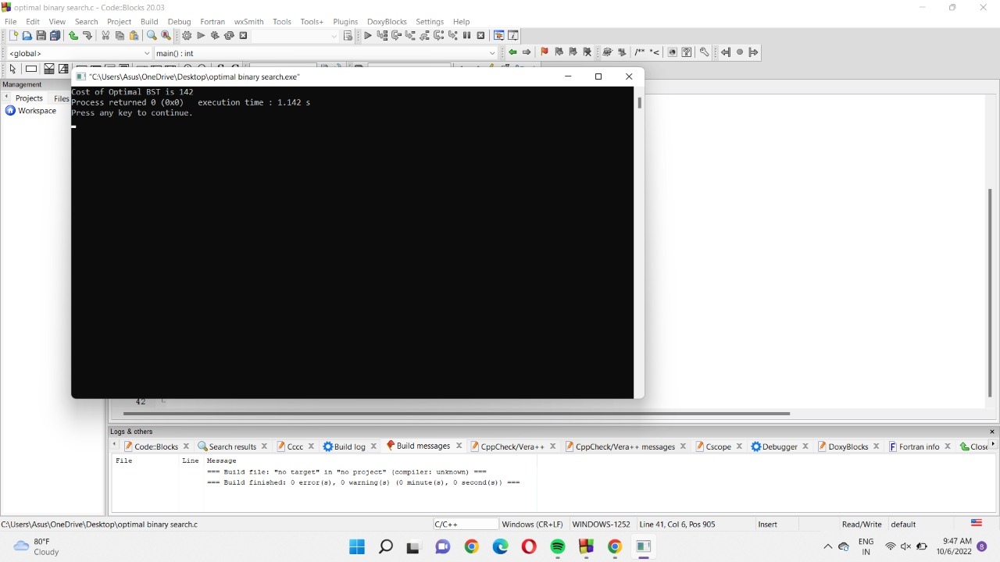 optimal binary search.c - Code::Blocks 20.03
File Edit View Search Project Build Debug Fortran wxSmith Tools Tools+ Plugins DoxyBlocks Settings Help
<global> main() : int
/** *<
"C:\Users\Asus\OneDrive\Desktop\optimal binary search.exe"
Management
Projects Files
Workspace
Cost of Optimal BST is 142
Process returned 0 (0x0)   execution time : 1.142 s
Press any key to continue.
42
Logs & others
Code::Blocks Search results Cccc Build log Build messages CppCheck/Vera++ CppCheck/Vera++ messages Cscope Debugger DoxyBlocks Fortran info Close
File Line Message
=== Build file: "no target" in "no project" (compiler: unknown) ===
=== Build finished: 0 error(s), 0 warning(s) (0 minute(s), 0 second(s)) ===
C:\Users\Asus\OneDrive\Desktop\optimal binary search.c C/C++ Windows (CR+LF) WINDOWS-1252 Line 41, Col 6, Pos 905 Insert Read/Write default
80°F
Cloudy
ENG
IN
9:47 AM
10/6/2022
8